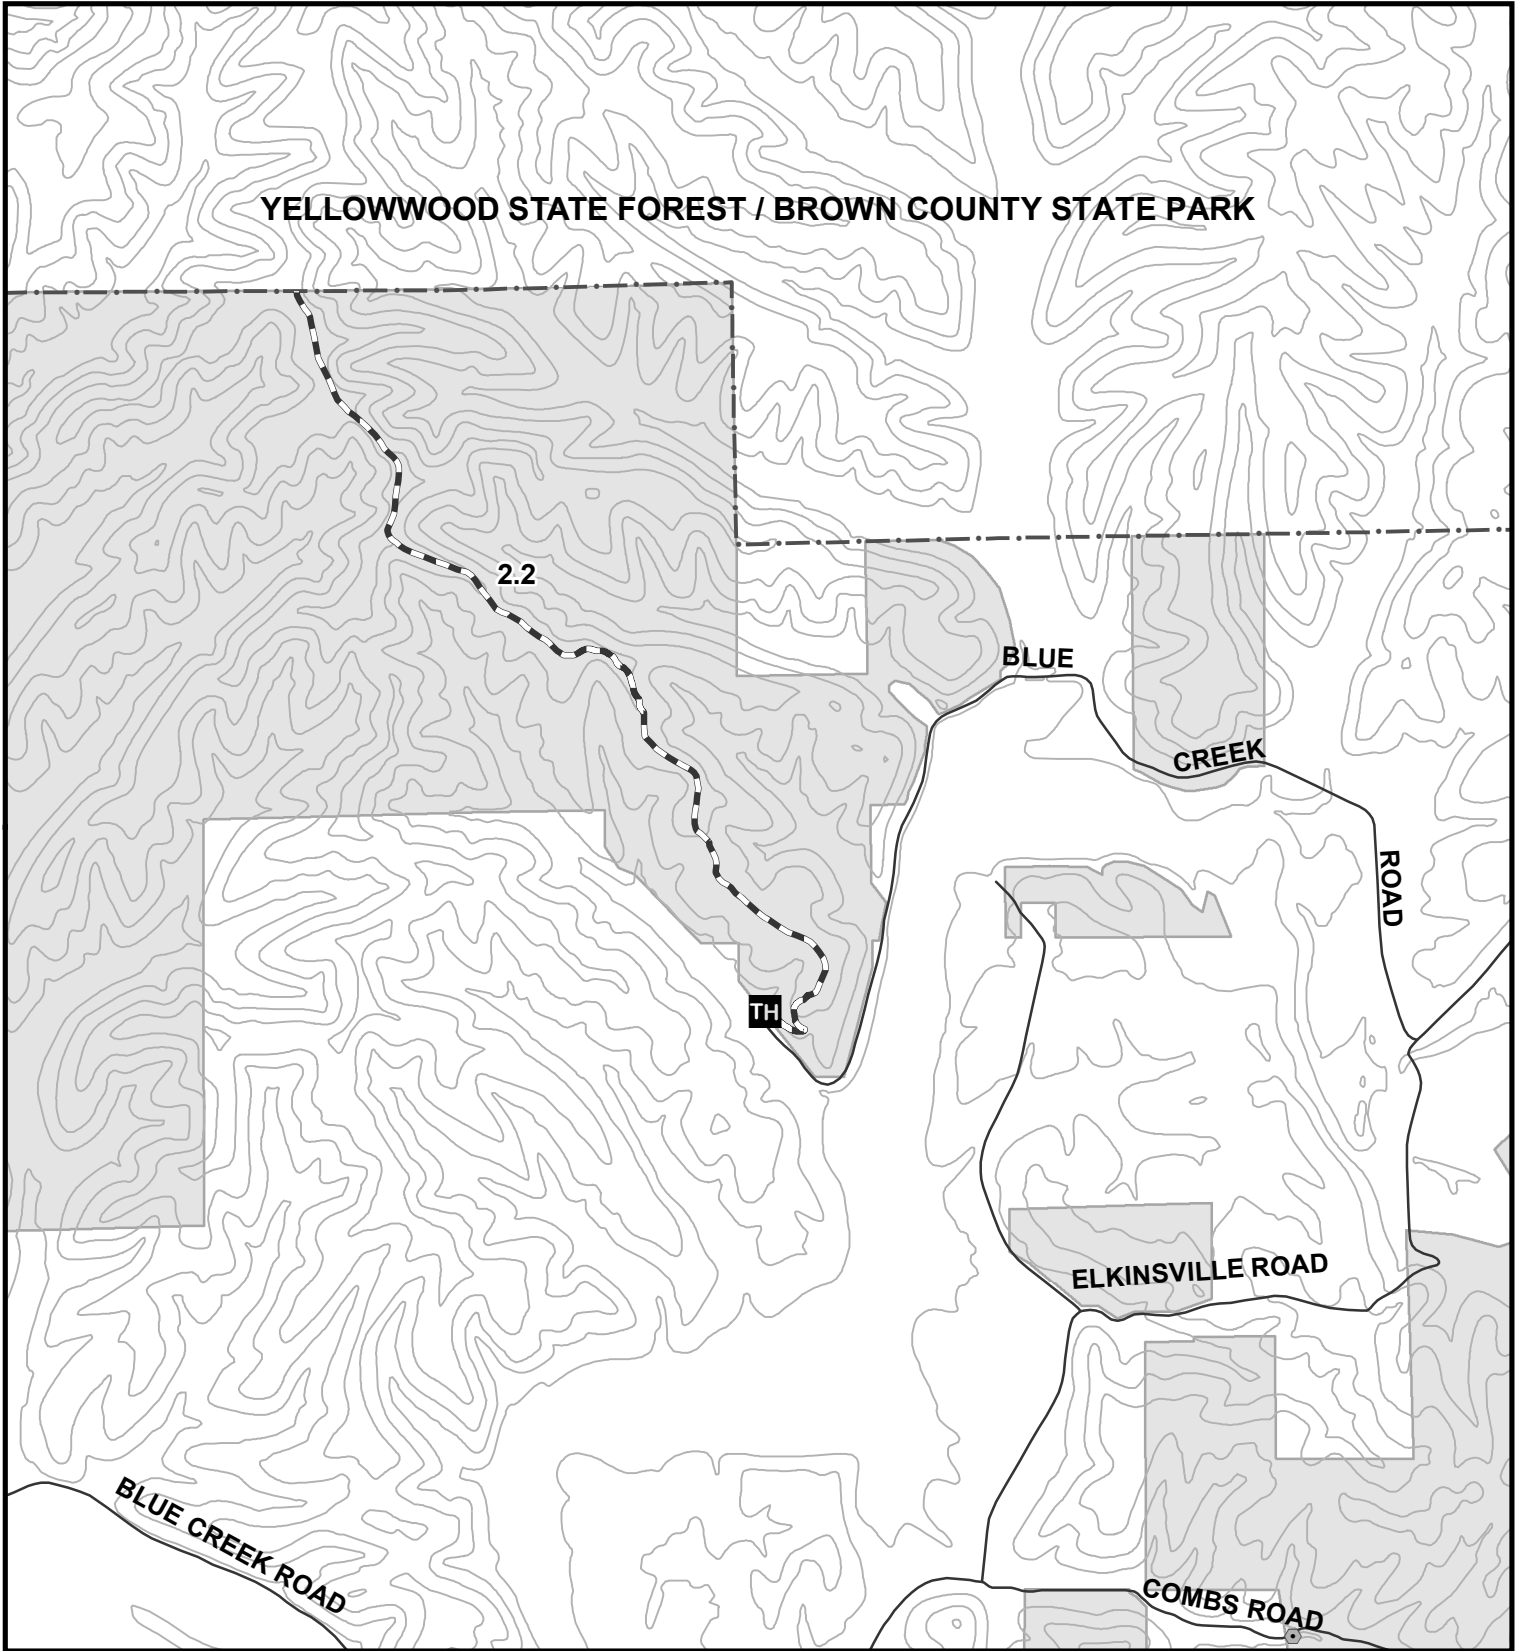 YELLOWWOOD STATE FOREST / BROWN COUNTY STATE PARK
2.2
BLUE
CREEK
ROAD
TH
ELKINSVILLE ROAD
BLUE CREEK ROAD
COMBS ROAD